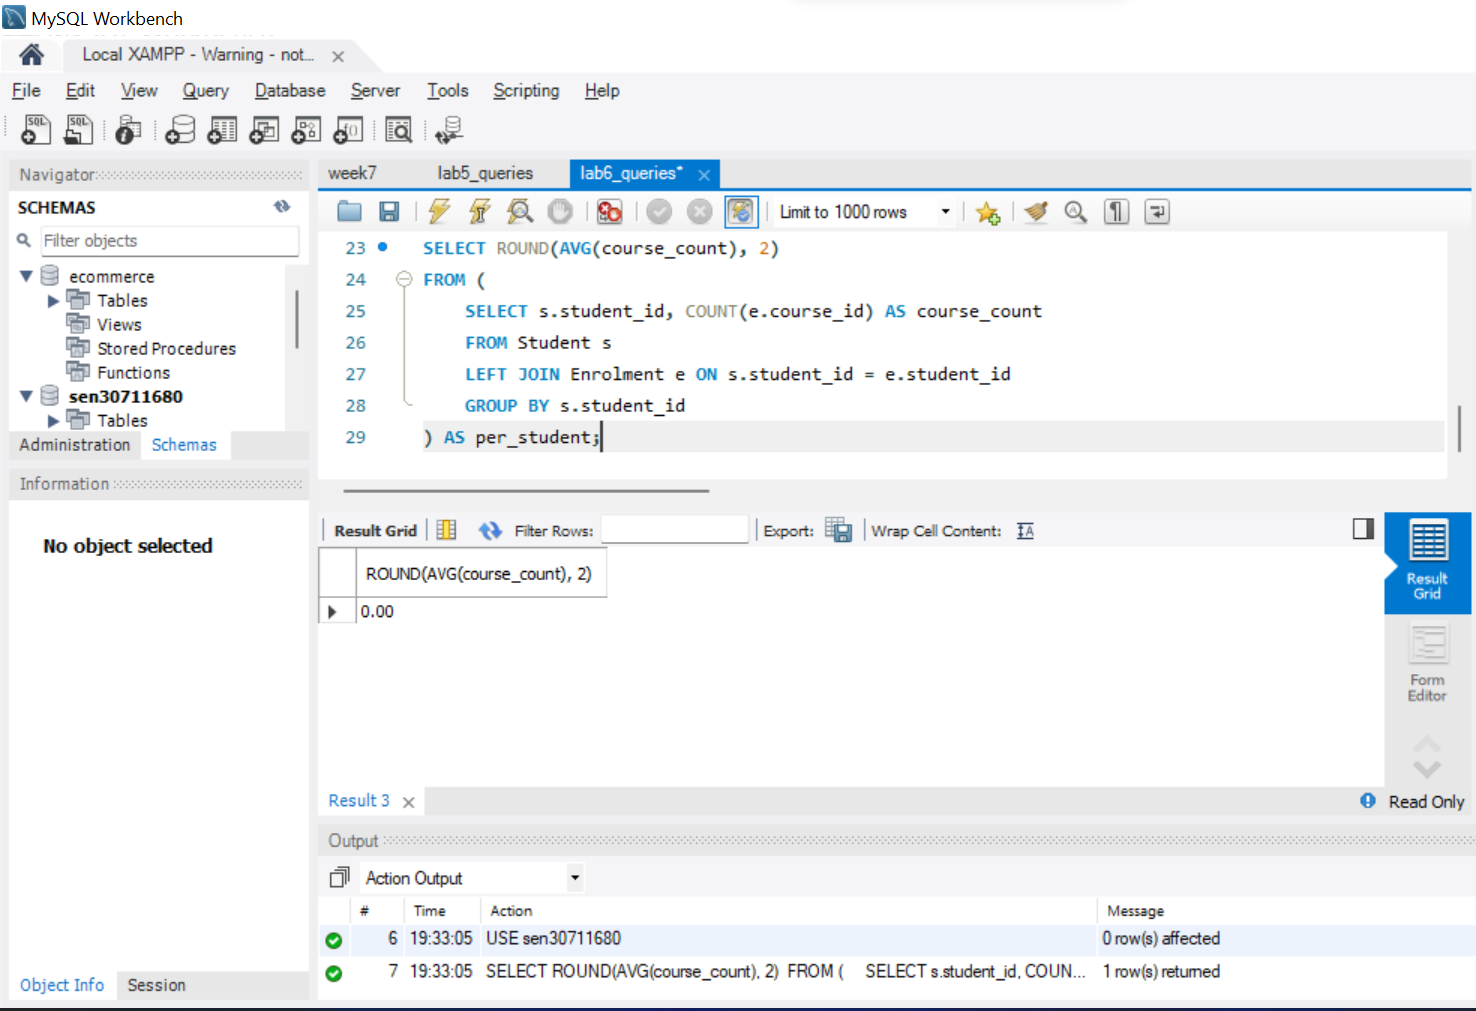 MySQL Workbench
Local XAMPP - Warning - not...
File Edit View Query Database Server Tools Scripting Help
Navigator
week7 lab5_queries lab6_queries*
SCHEMAS
Limit to 1000 rows
Filter objects
ecommerce
Tables
Views
Stored Procedures
Functions
sen30711680
Tables
Administration Schemas
23 SELECT ROUND(AVG(course_count), 2)
24 FROM (
25 SELECT s.student_id, COUNT(e.course_id) AS course_count
26 FROM Student s
27 LEFT JOIN Enrolment e ON s.student_id = e.student_id
28 GROUP BY s.student_id
29 ) AS per_student;
Information
No object selected
Result Grid Filter Rows: Export: Wrap Cell Content:
ROUND(AVG(course_count), 2)
0.00
Result
Grid
Form
Editor
Result 3
Read Only
Output
Action Output
# Time Action Message
6 19:33:05 USE sen30711680 0 row(s) affected
7 19:33:05 SELECT ROUND(AVG(course_count), 2) FROM ( SELECT s.student_id, COUN... 1 row(s) returned
Object Info Session